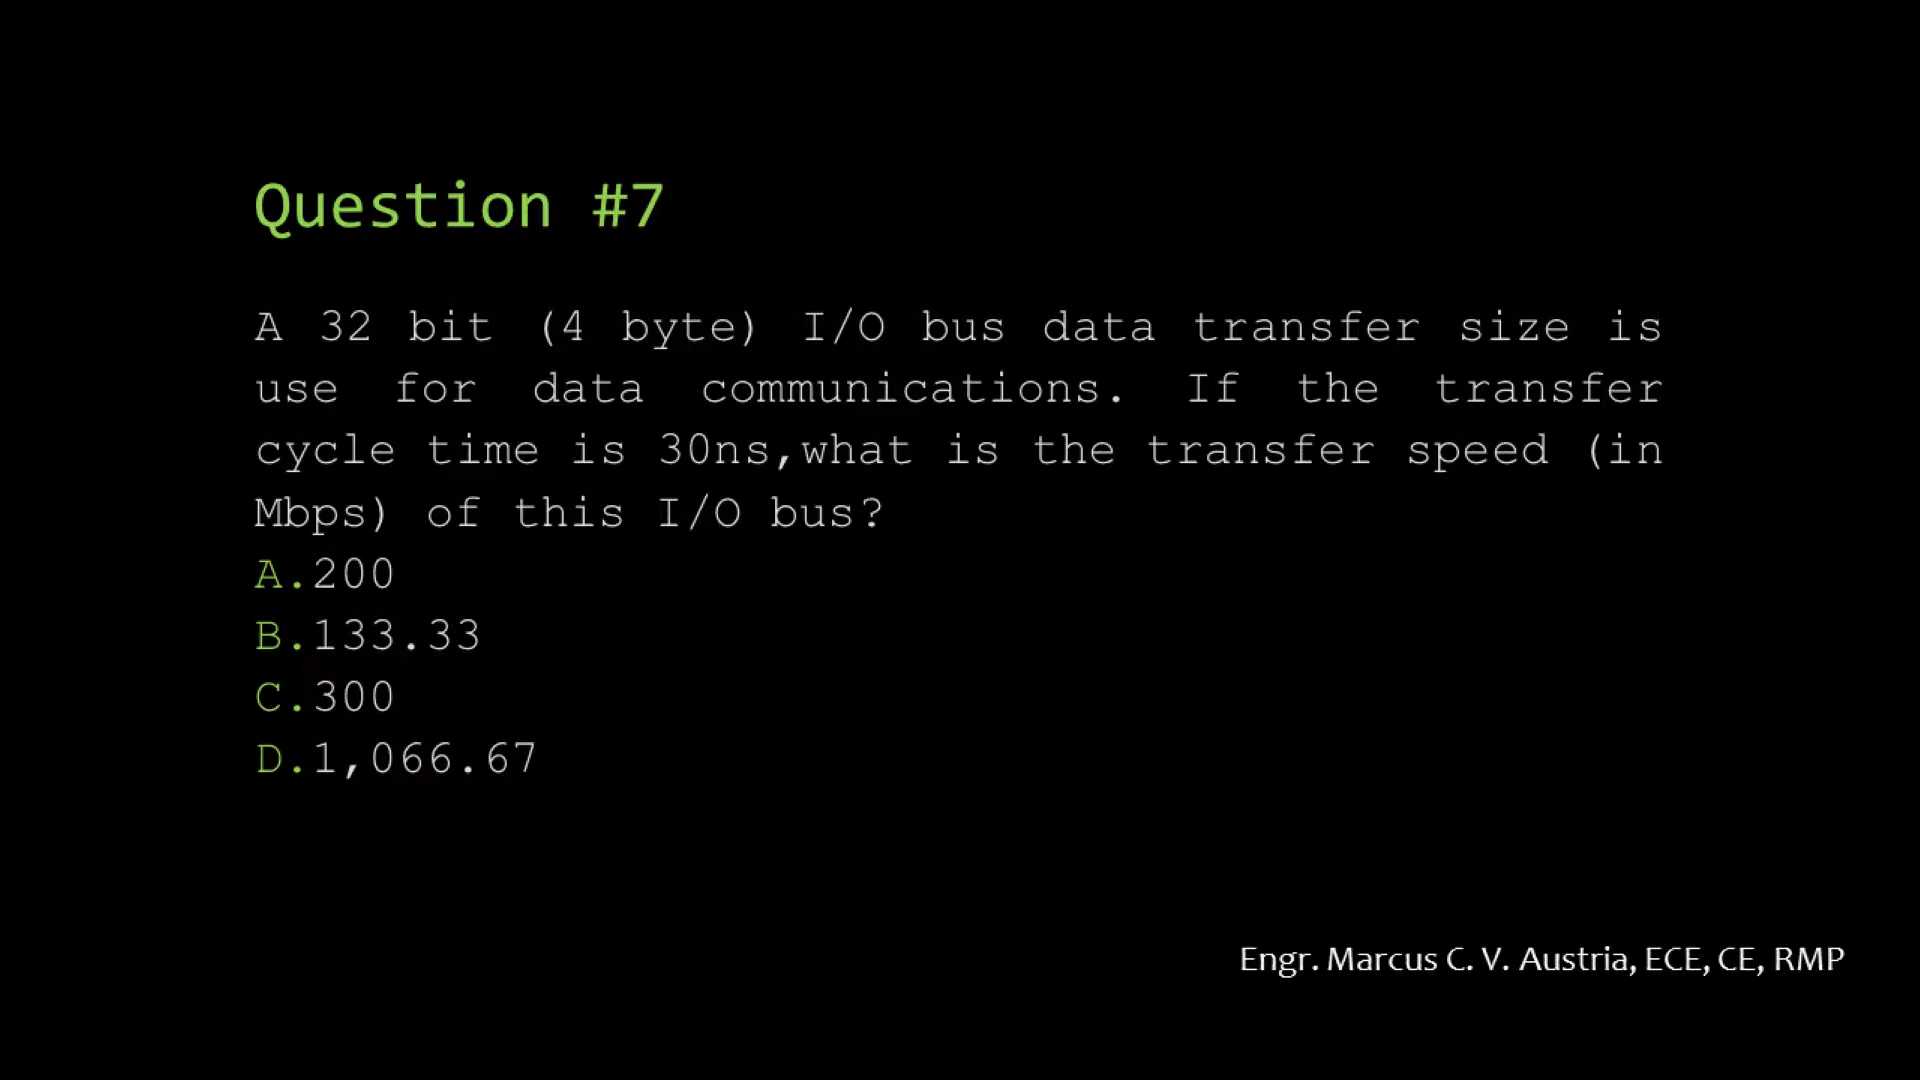 Question #7
A 32 bit (4 byte) I/O bus data transfer size is
use for data communications. If the transfer
cycle time is 30ns,what is the transfer speed (in
Mbps) of this I/O bus?
A.200
B.133.33
C.300
D.1,066.67
Engr. Marcus C. V. Austria, ECE, CE, RMP